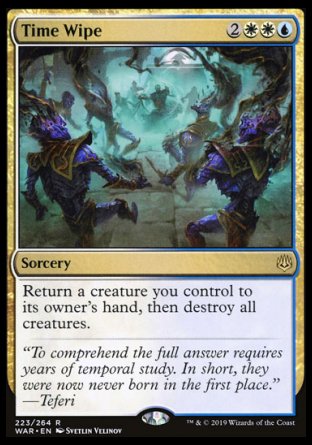 Time Wipe 2
Sorcery
Return a creature you control
to its owner's hand, then destroy all
creatures.
"To comprehend the full answer requires
years of temporal study. In short, they
were now never born in the first place."
—Teferi
223/264 R
WAR • EN Svetlin Velinov ™ & © 2019 Wizards of the Coast